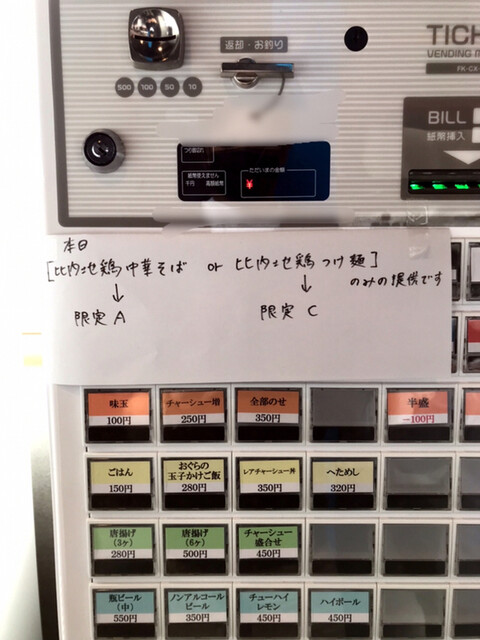 返却・お釣り
TICK
VENDING M
FK-CX
500 100 50 10
BILL
紙幣挿入
つり銭切れ
紙幣使えません
千円 高額紙幣
ただいまの金額
¥
本日
[比内地鶏中華そば or 比内地鶏つけ麺]
のみの提供です
↓ ↓
限定 A 限定 C
味玉 チャーシュー増 全部のせ 半盛
100円 250円 350円 -100円
ごはん おぐらの レアチャーシュー丼 へためし
玉子かけご飯
150円 280円 350円 320円
唐揚げ 唐揚げ チャーシュー
(3ヶ) (6ヶ) 盛合せ
280円 500円 450円
瓶ビール ノンアルコール チューハイ ハイボール
(中) ビール レモン
550円 350円 450円 450円